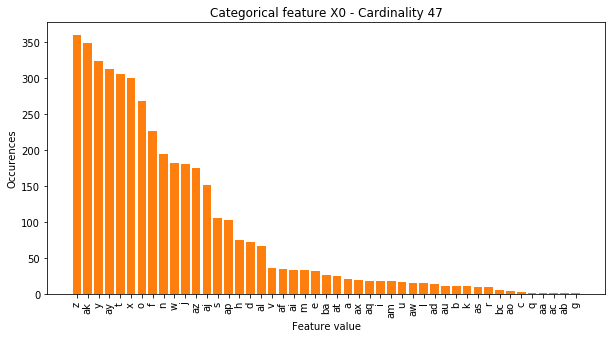 Categorical feature X0 - Cardinality 47
Occurences
350
300
250
200
150
100
50
0
z ak y ay t x o f n w j az aj s ap h d al v af ai m e ba at a ax aq i am u aw l ad au b k as r bc ao c q aa ac ab g
Feature value